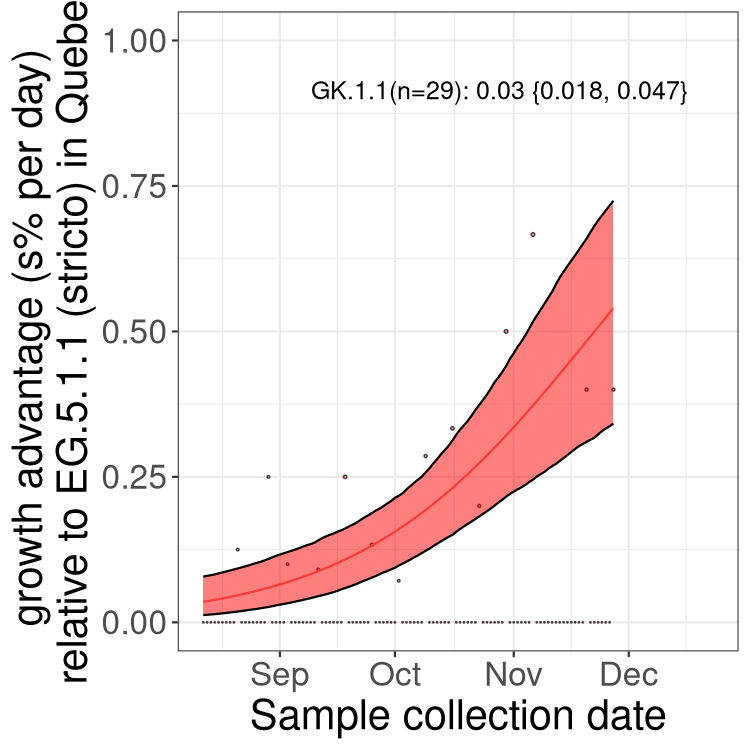 growth advantage (s% per day)
relative to EG.5.1.1 (stricto) in Quebe
1.00
0.75
0.50
0.25
0.00
GK.1.1(n=29): 0.03 {0.018, 0.047}
Sep Oct Nov Dec
Sample collection date